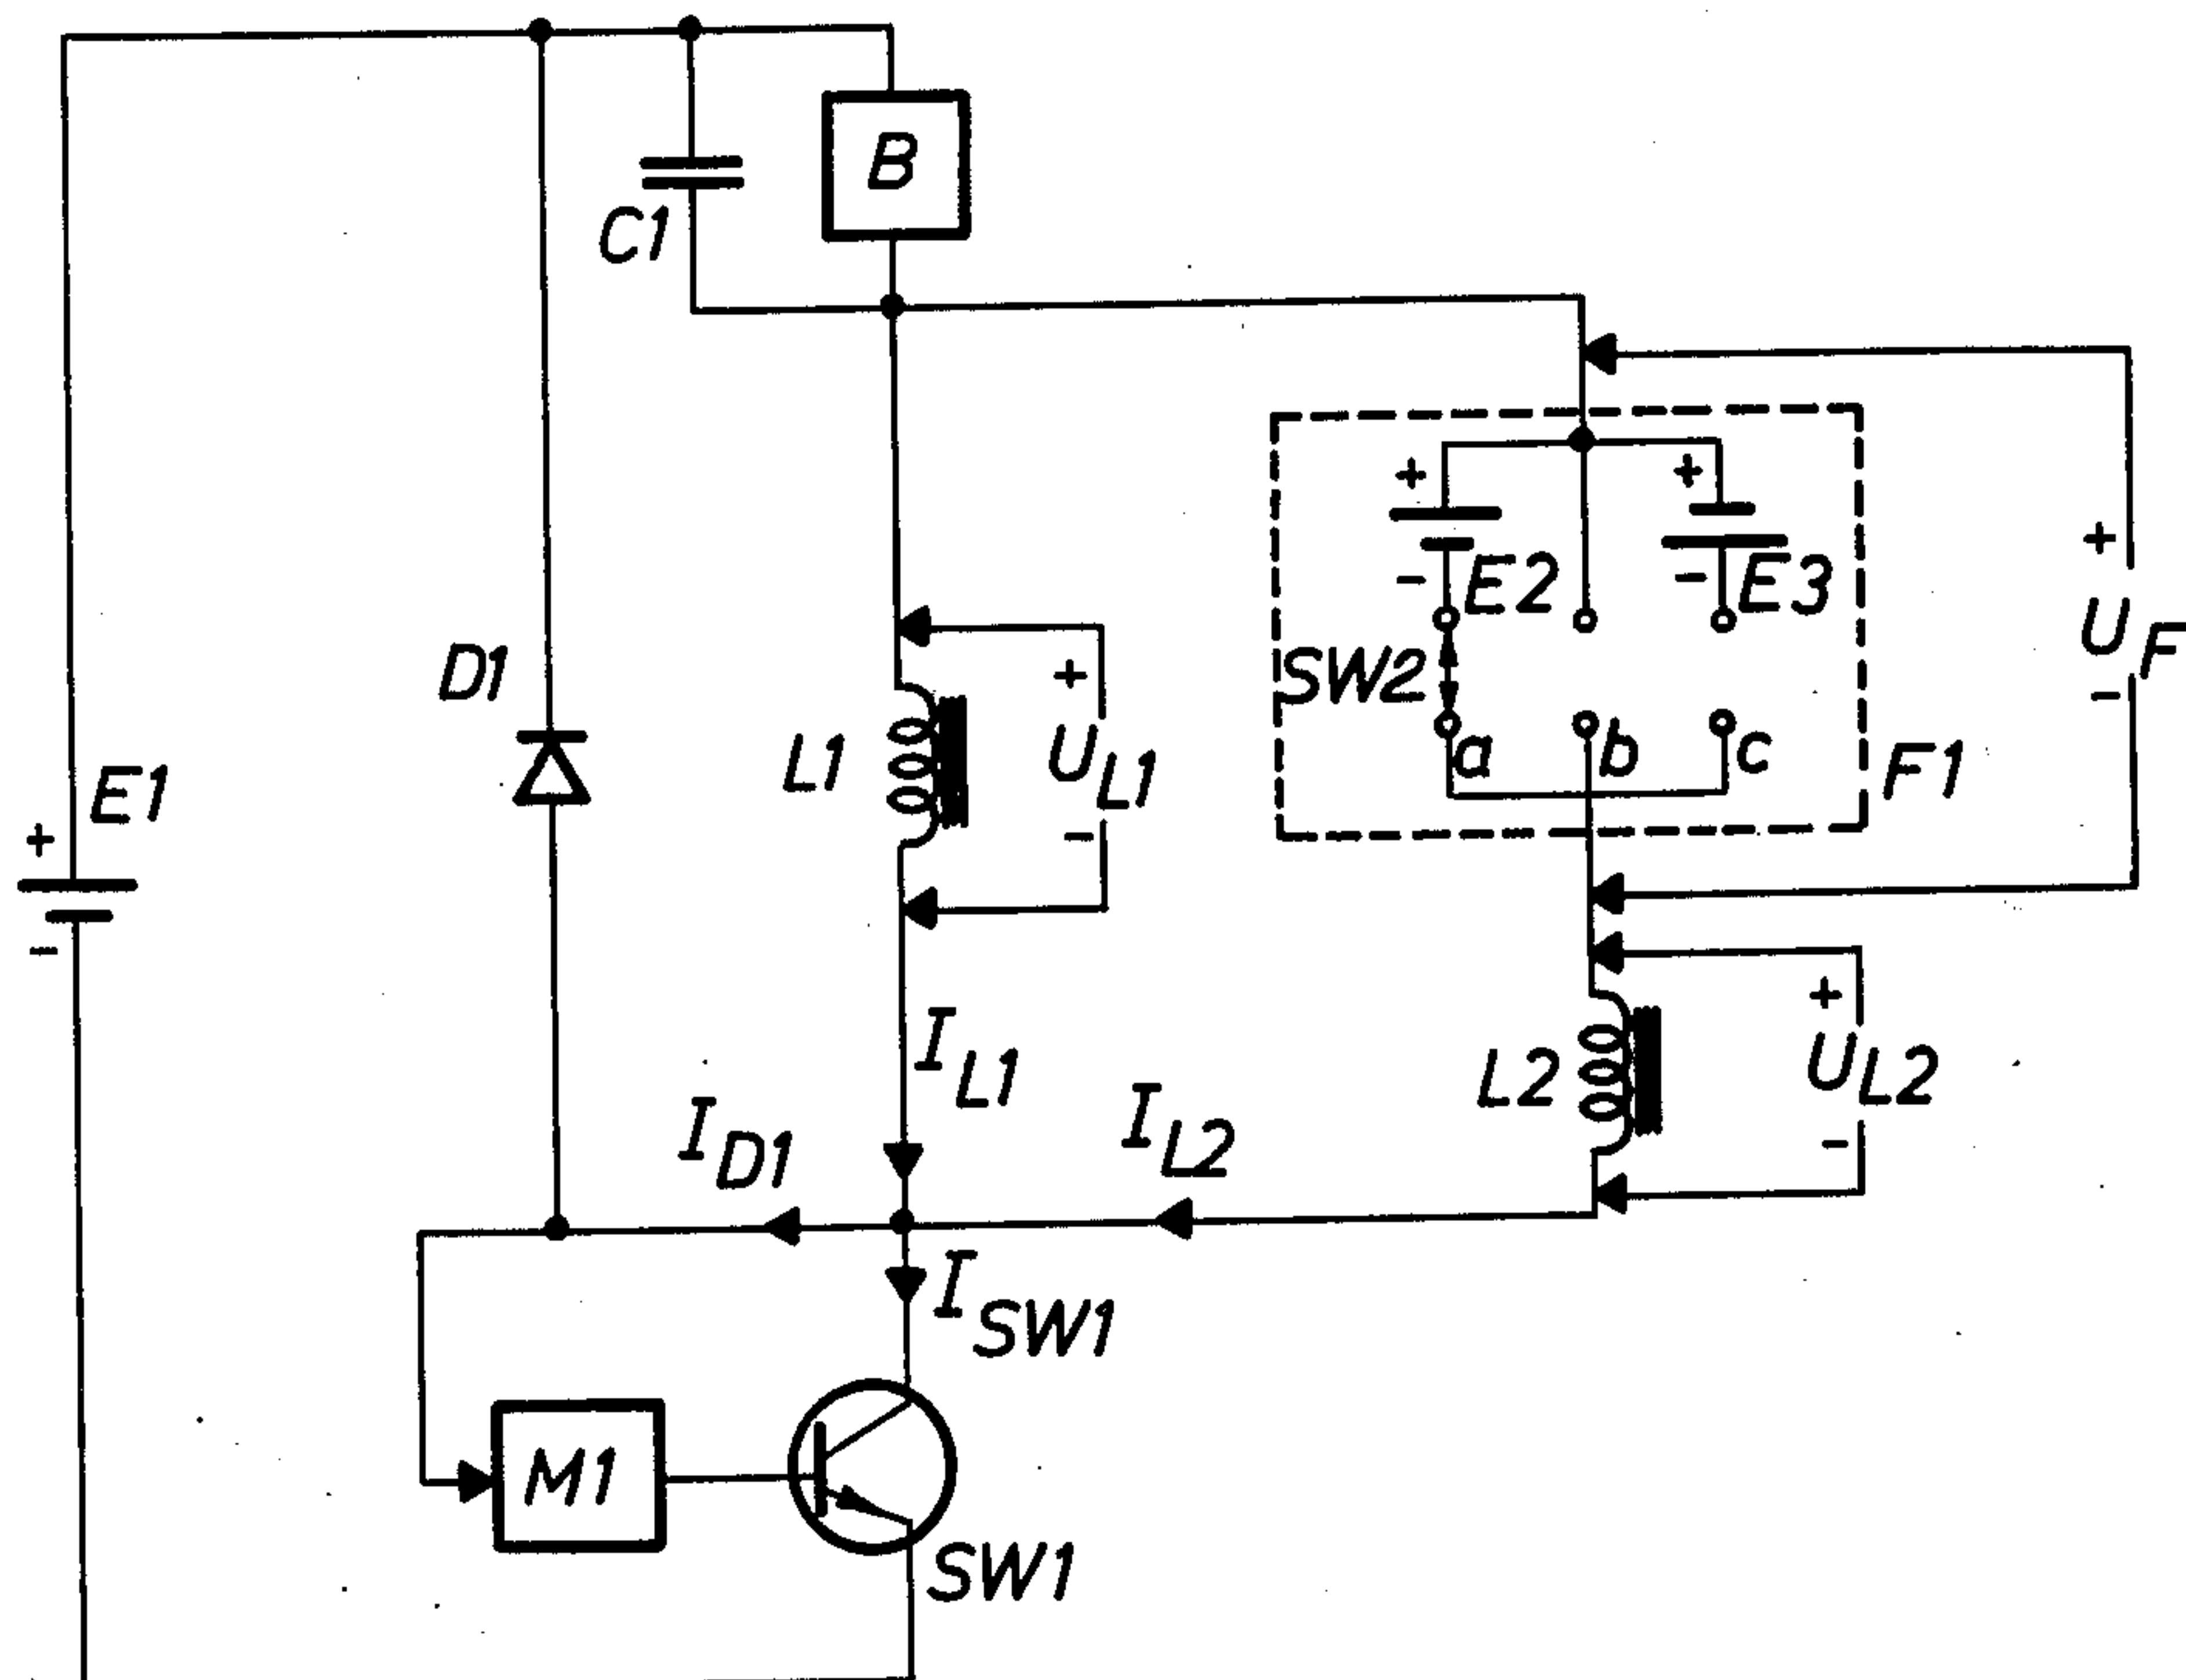 B
C1
+
+
-
E2
-
E3
+
U F
-
SW2
a
b
c
F1
D1
L1
+
U L1
-
E1
+
-
I L1
I D1
I L2
L2
+
U L2
-
I SW1
M1
SW1